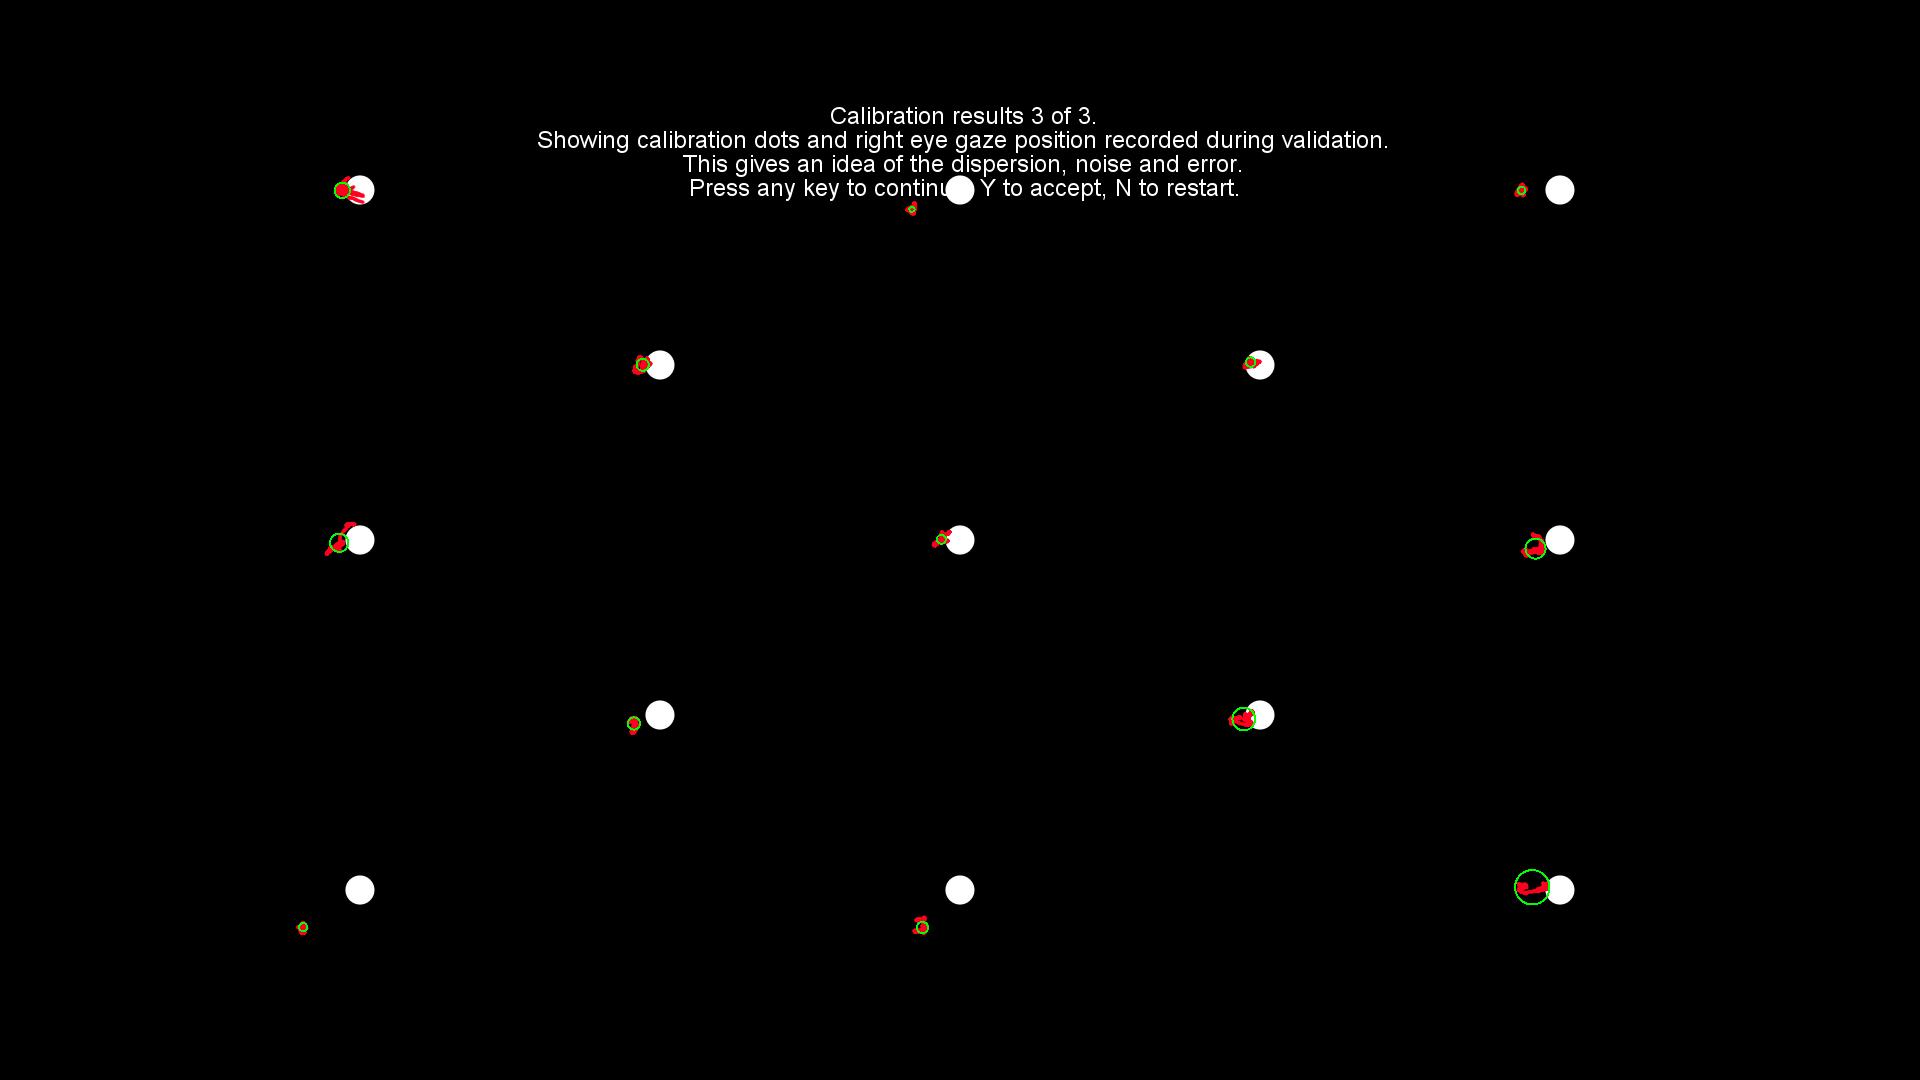 Calibration results 3 of 3.
Showing calibration dots and right eye gaze position recorded during validation.
This gives an idea of the dispersion, noise and error.
Press any key to continu Y to accept, N to restart.